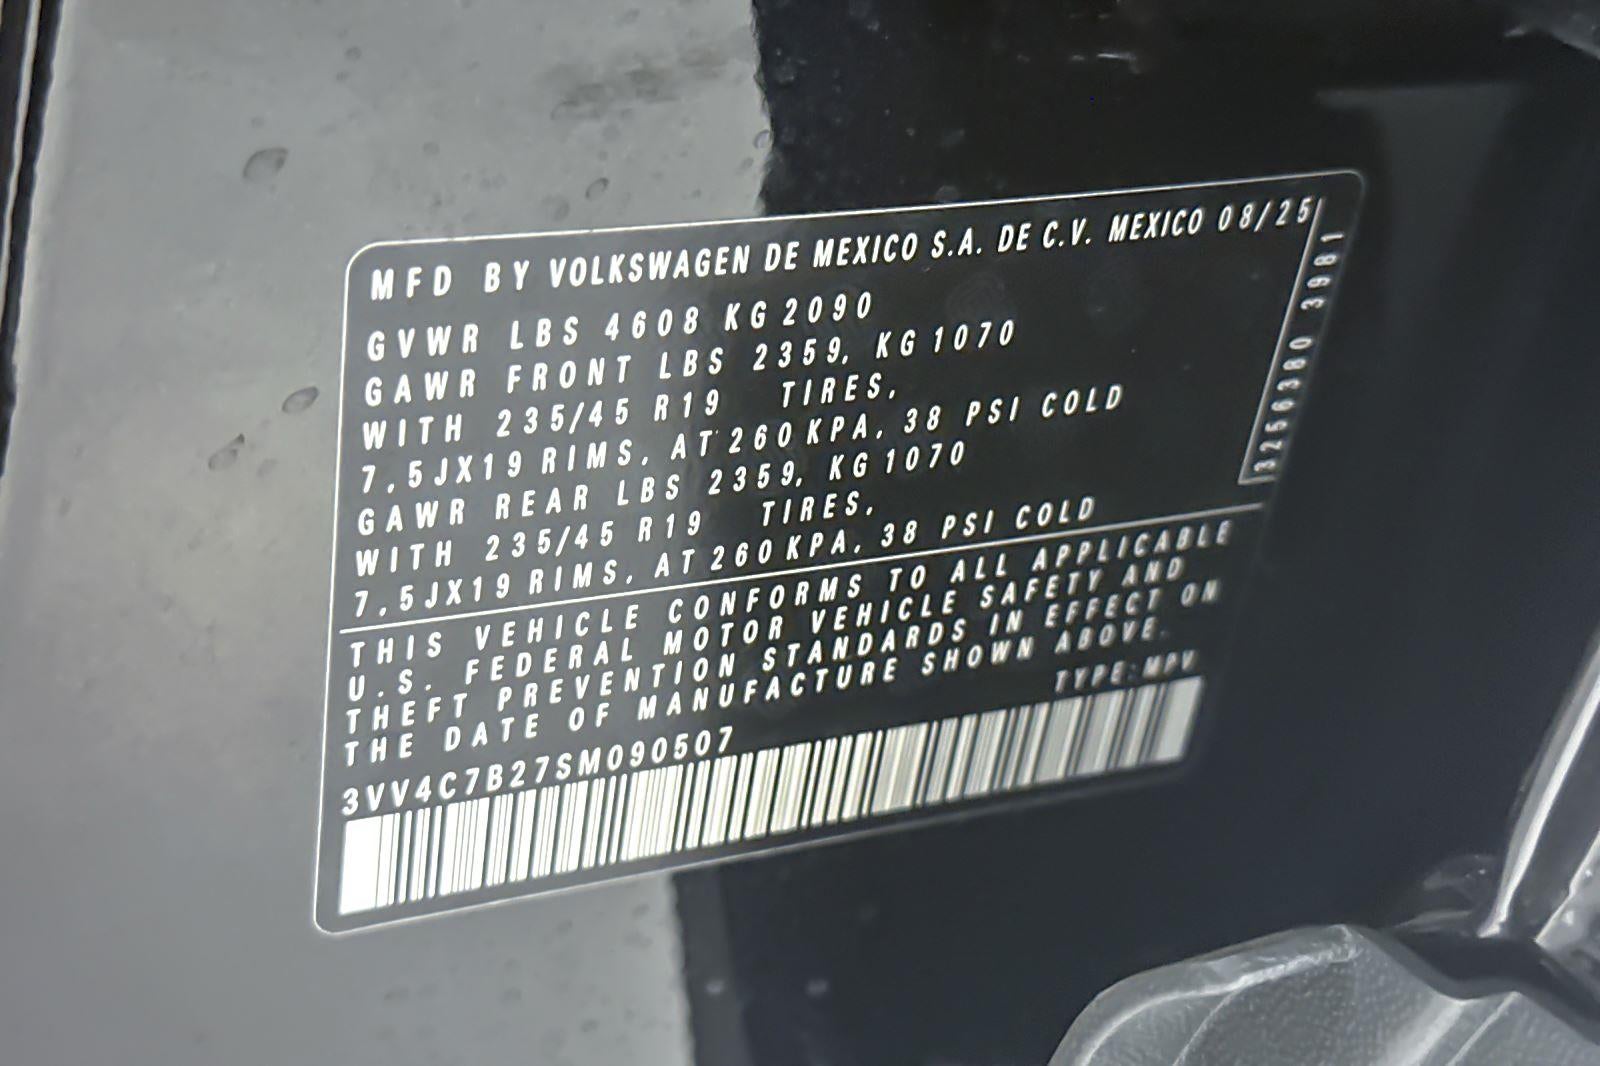 MFD BY VOLKSWAGEN DE MEXICO S.A. DE C.V. MEXICO 08/25
GVWR LBS 4608 KG 2090
GAWR FRONT LBS 2359, KG 1070
WITH 235/45 R19 TIRES,
7,5JX19 RIMS, AT 260 KPA, 38 PSI COLD
GAWR REAR LBS 2359, KG 1070
WITH 235/45 R19 TIRES,
7,5JX19 RIMS, AT 260 KPA, 38 PSI COLD
3256380 3981
THIS VEHICLE CONFORMS TO ALL APPLICABLE
U.S. FEDERAL MOTOR VEHICLE SAFETY AND
THEFT PREVENTION STANDARDS IN EFFECT ON
THE DATE OF MANUFACTURE SHOWN ABOVE.
TYPE: MPV
3VV4C7B27SM090507